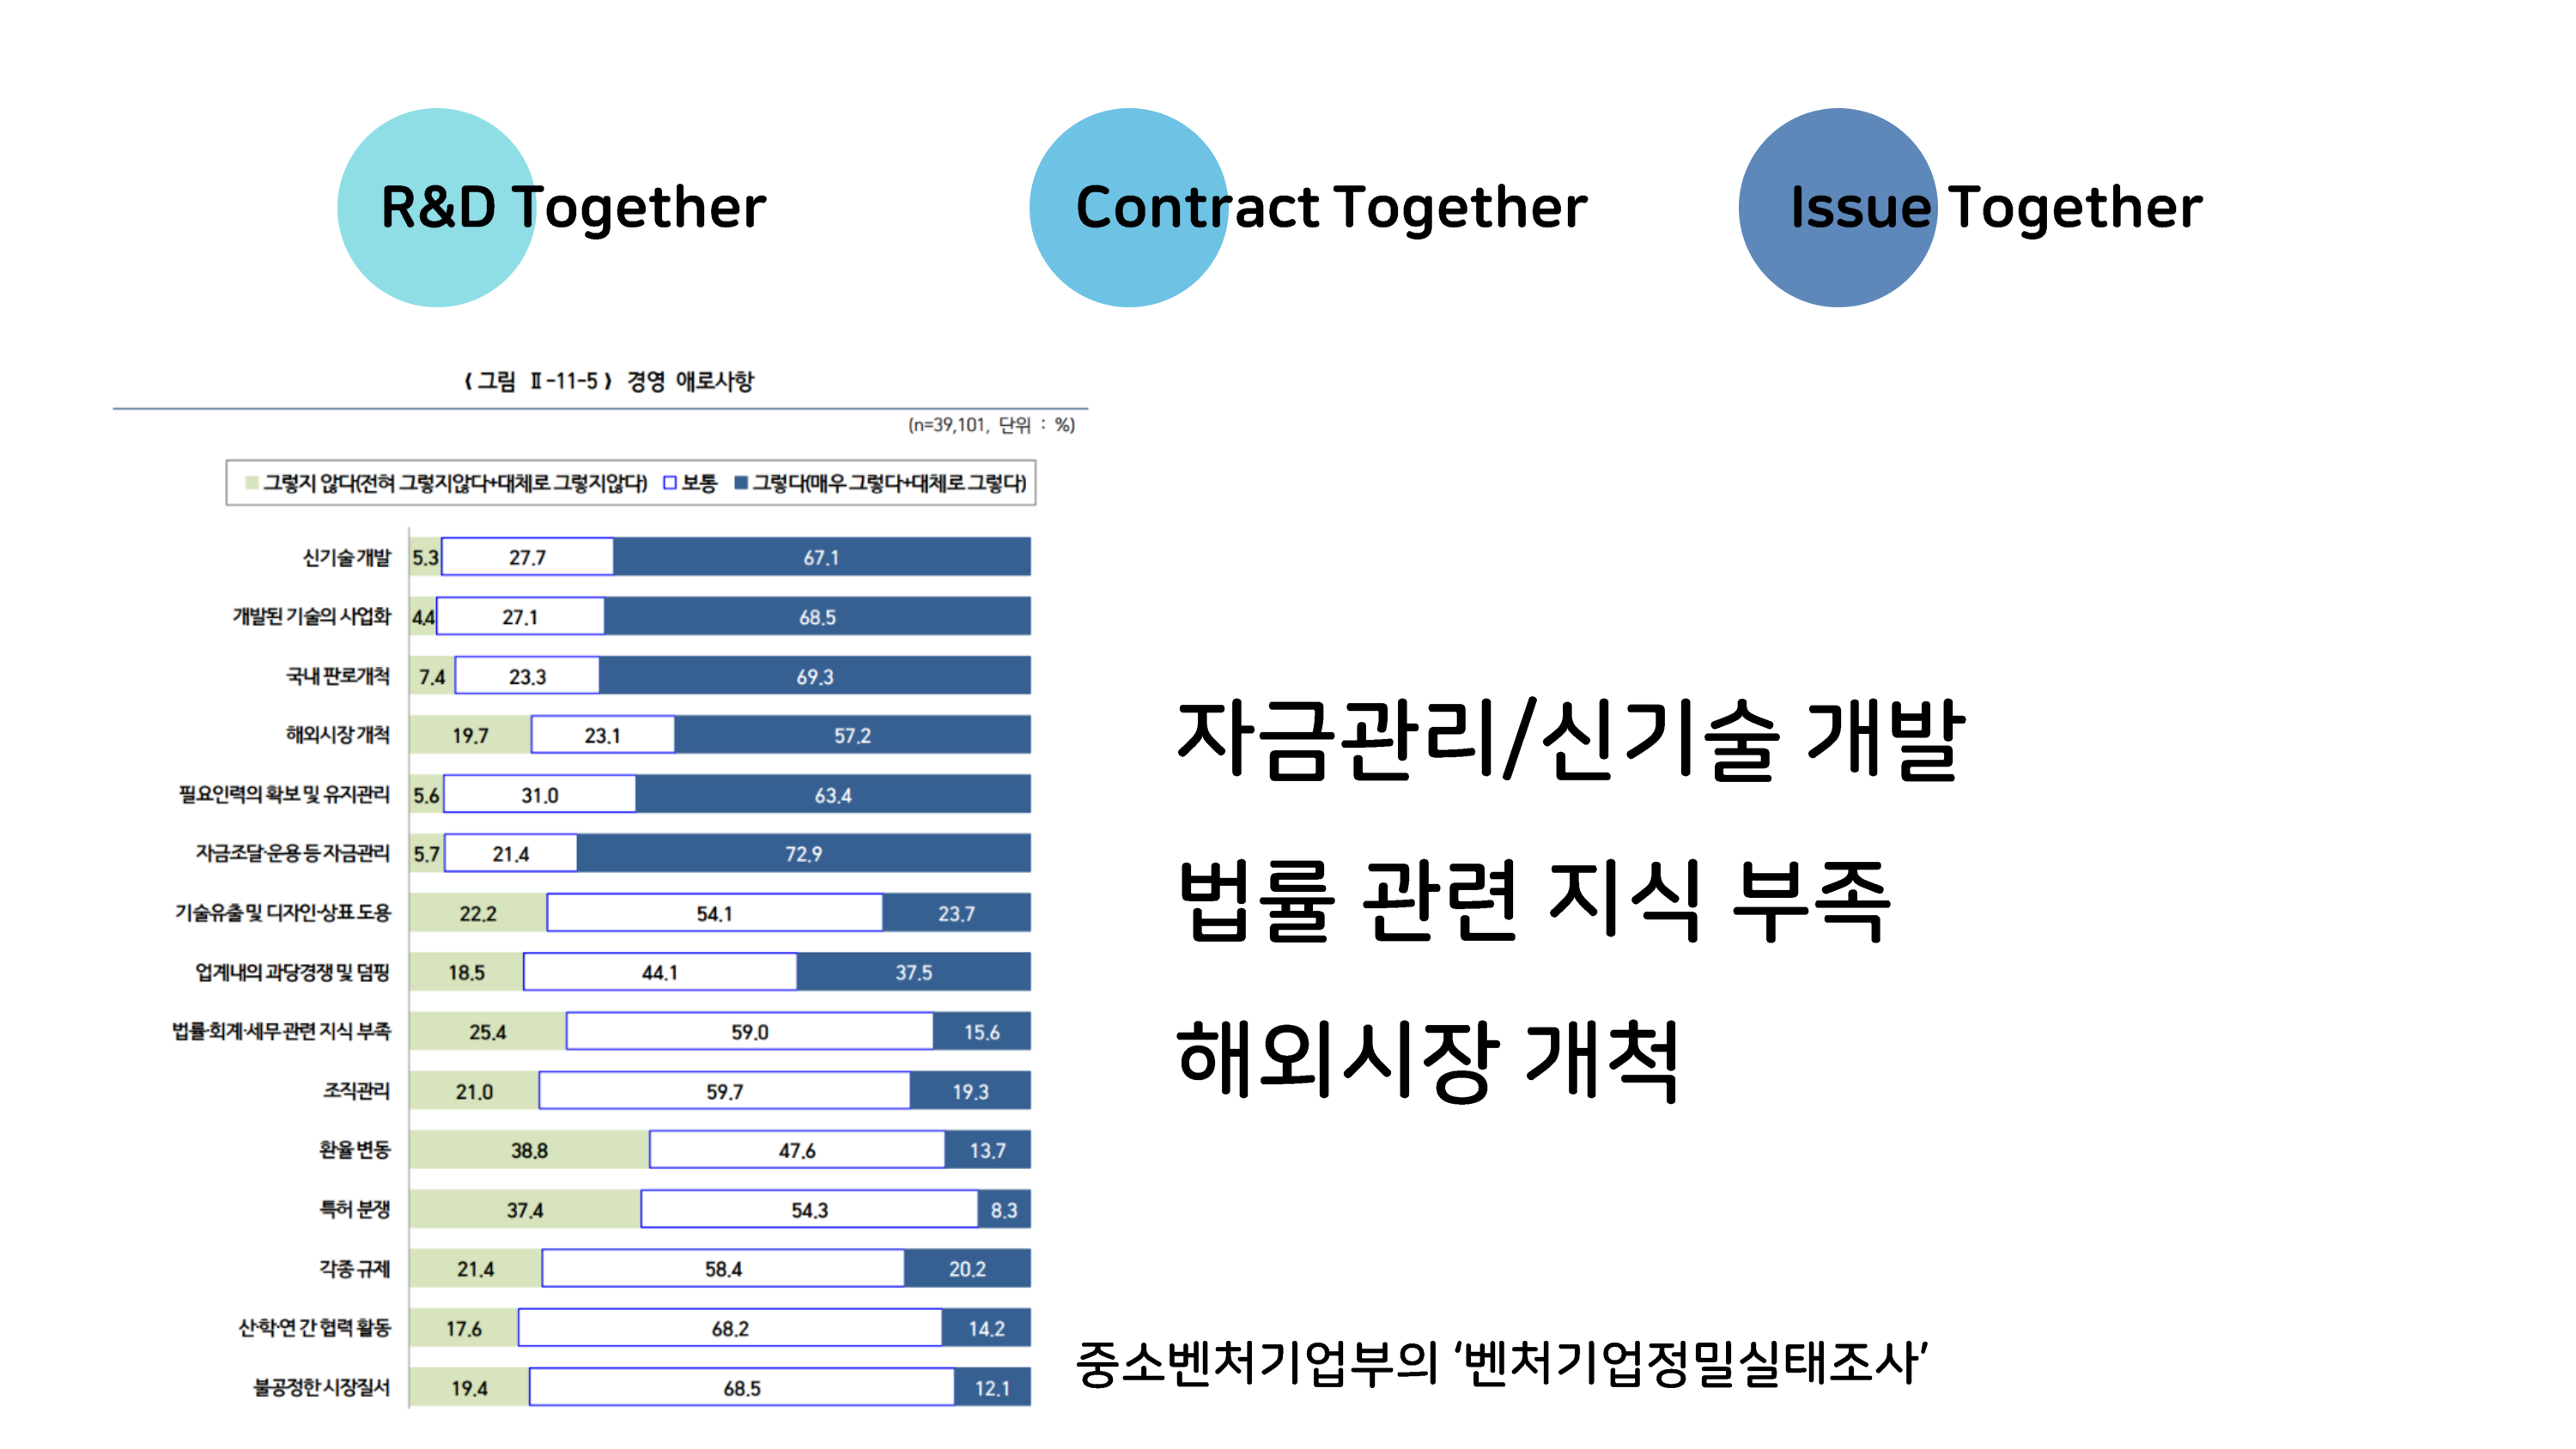 R&D Together
Contract Together
Issue Together
《그림 Ⅱ-11-5》 경영 애로사항
(n=39,101, 단위 : %)
그렇지 않다(전혀 그렇지않다+대체로 그렇지않다) 보통 그렇다(매우 그렇다+대체로 그렇다)
신기술 개발 5.3 27.7 67.1
개발된 기술의 사업화 4.4 27.1 68.5
국내 판로개척 7.4 23.3 69.3
해외시장 개척 19.7 23.1 57.2
필요인력의 확보 및 유지관리 5.6 31.0 63.4
자금조달·운용 등 자금관리 5.7 21.4 72.9
기술유출 및 디자인·상표 도용 22.2 54.1 23.7
업계내의 과당경쟁 및 덤핑 18.5 44.1 37.5
법률·회계·세무 관련 지식 부족 25.4 59.0 15.6
조직관리 21.0 59.7 19.3
환율 변동 38.8 47.6 13.7
특허 분쟁 37.4 54.3 8.3
각종 규제 21.4 58.4 20.2
산·학·연 간 협력 활동 17.6 68.2 14.2
불공정한 시장질서 19.4 68.5 12.1
자금관리/신기술 개발
법률 관련 지식 부족
해외시장 개척
중소벤처기업부의 ‘벤처기업정밀실태조사’